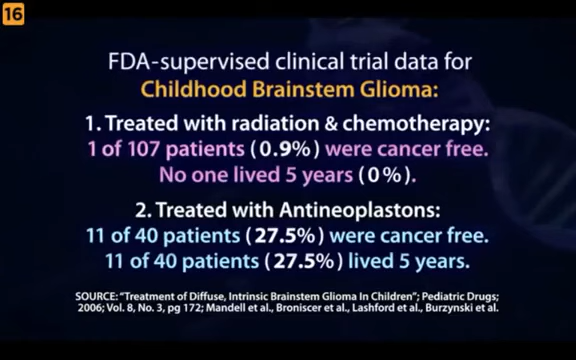 16
FDA-supervised clinical trial data for
Childhood Brainstem Glioma:
1. Treated with radiation & chemotherapy:
1 of 107 patients (0.9%) were cancer free.
No one lived 5 years (0%).
2. Treated with Antineoplastons:
11 of 40 patients (27.5%) were cancer free.
11 of 40 patients (27.5%) lived 5 years.
SOURCE: "Treatment of Diffuse, Intrinsic Brainstem Glioma In Children"; Pediatric Drugs;
2006; Vol. 8, No. 3, pg 172; Mandell et al., Broniscer et al., Lashford et al., Burzynski et al.